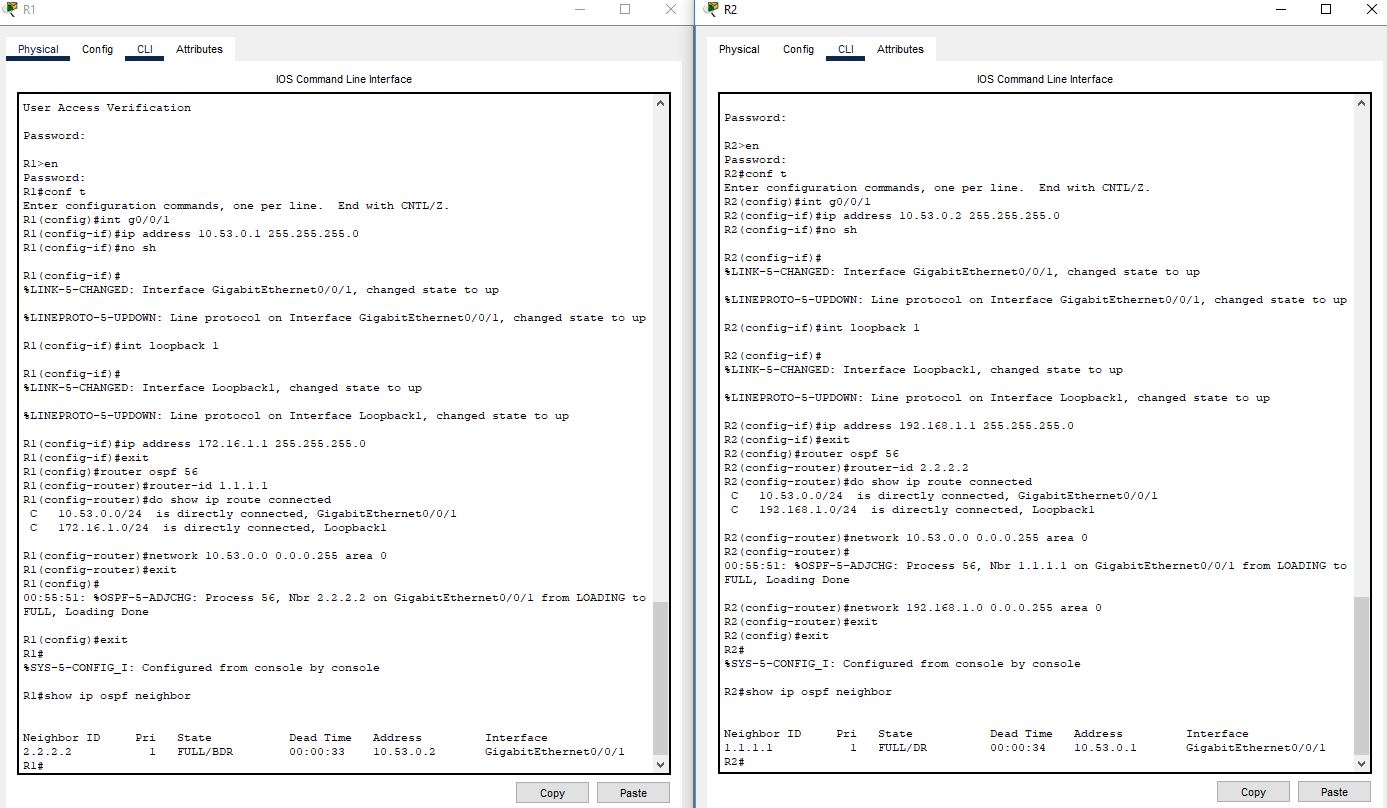 R1
Physical Config CLI Attributes
IOS Command Line Interface
User Access Verification
Password:
R1>en
Password:
R1#conf t
Enter configuration commands, one per line.  End with CNTL/Z.
R1(config)#int g0/0/1
R1(config-if)#ip address 10.53.0.1 255.255.255.0
R1(config-if)#no sh
R1(config-if)#
%LINK-5-CHANGED: Interface GigabitEthernet0/0/1, changed state to up
%LINEPROTO-5-UPDOWN: Line protocol on Interface GigabitEthernet0/0/1, changed state to up
R1(config-if)#int loopback 1
R1(config-if)#
%LINK-5-CHANGED: Interface Loopback1, changed state to up
%LINEPROTO-5-UPDOWN: Line protocol on Interface Loopback1, changed state to up
R1(config-if)#ip address 172.16.1.1 255.255.255.0
R1(config-if)#exit
R1(config)#router ospf 56
R1(config-router)#router-id 1.1.1.1
R1(config-router)#do show ip route connected
C   10.53.0.0/24  is directly connected, GigabitEthernet0/0/1
C   172.16.1.0/24  is directly connected, Loopback1
R1(config-router)#network 10.53.0.0 0.0.0.255 area 0
R1(config-router)#exit
R1(config)#
00:55:51: %OSPF-5-ADJCHG: Process 56, Nbr 2.2.2.2 on GigabitEthernet0/0/1 from LOADING to
FULL, Loading Done
R1(config)#exit
R1#
%SYS-5-CONFIG_I: Configured from console by console
R1#show ip ospf neighbor
Neighbor ID     Pri   State           Dead Time   Address         Interface
2.2.2.2           1   FULL/BDR        00:00:33    10.53.0.2       GigabitEthernet0/0/1
R1#
Copy Paste
R2
Physical Config CLI Attributes
IOS Command Line Interface
Password:
R2>en
Password:
R2#conf t
Enter configuration commands, one per line.  End with CNTL/Z.
R2(config)#int g0/0/1
R2(config-if)#ip address 10.53.0.2 255.255.255.0
R2(config-if)#no sh
R2(config-if)#
%LINK-5-CHANGED: Interface GigabitEthernet0/0/1, changed state to up
%LINEPROTO-5-UPDOWN: Line protocol on Interface GigabitEthernet0/0/1, changed state to up
R2(config-if)#int loopback 1
R2(config-if)#
%LINK-5-CHANGED: Interface Loopback1, changed state to up
%LINEPROTO-5-UPDOWN: Line protocol on Interface Loopback1, changed state to up
R2(config-if)#ip address 192.168.1.1 255.255.255.0
R2(config-if)#exit
R2(config)#router ospf 56
R2(config-router)#router-id 2.2.2.2
R2(config-router)#do show ip route connected
C   10.53.0.0/24  is directly connected, GigabitEthernet0/0/1
C   192.168.1.0/24  is directly connected, Loopback1
R2(config-router)#network 10.53.0.0 0.0.0.255 area 0
R2(config-router)#
00:55:51: %OSPF-5-ADJCHG: Process 56, Nbr 1.1.1.1 on GigabitEthernet0/0/1 from LOADING to
FULL, Loading Done
R2(config-router)#network 192.168.1.0 0.0.0.255 area 0
R2(config-router)#exit
R2(config)#exit
R2#
%SYS-5-CONFIG_I: Configured from console by console
R2#show ip ospf neighbor
Neighbor ID     Pri   State           Dead Time   Address         Interface
1.1.1.1           1   FULL/DR         00:00:34    10.53.0.1       GigabitEthernet0/0/1
R2#
Copy Paste